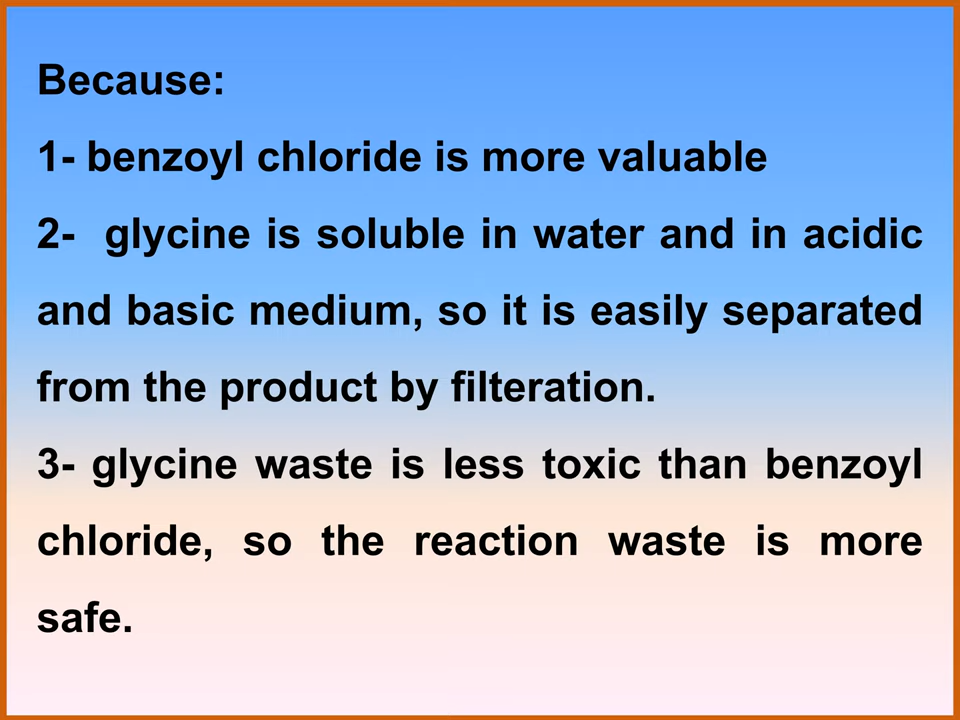 Because:
1- benzoyl chloride is more valuable
2- glycine is soluble in water and in acidic
and basic medium, so it is easily separated
from the product by filteration.
3- glycine waste is less toxic than benzoyl
chloride, so the reaction waste is more
safe.